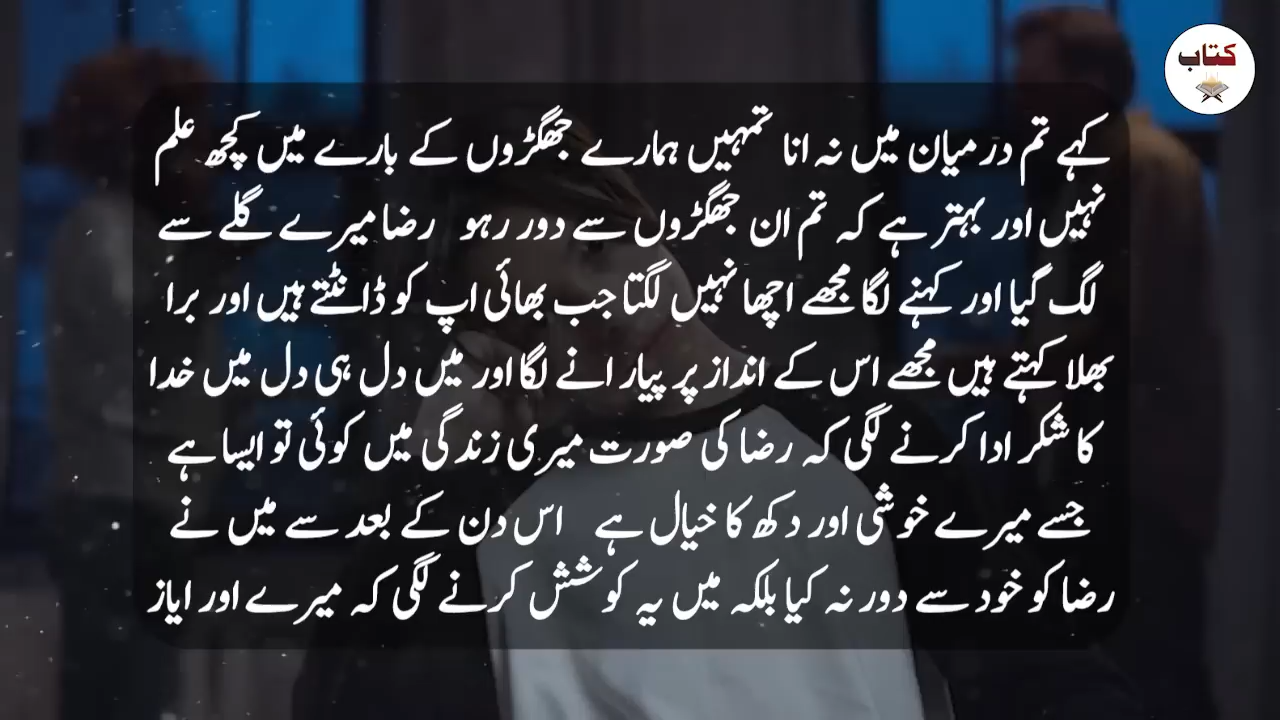 کتاب
کہے تم درمیان میں نہ انا تمہیں ہمارے جھگڑوں کے بارے میں کچھ علم
نہیں اور بہتر ہے کہ تم ان جھگڑوں سے دور رہو رضا میرے گلے سے
لگ گیا اور کہنے لگا مجھے اچھا نہیں لگتا جب بھائی اپ کو ڈانٹتے ہیں اور برا
بھلا کہتے ہیں مجھے اس کے انداز پر پیار انے لگا اور میں دل ہی دل میں خدا
کا شکر ادا کرنے لگی کہ رضا کی صورت میری زندگی میں کوئی تو ایسا ہے
جسے میرے خوشی اور دکھ کا خیال ہے اس دن کے بعد سے میں نے
رضا کو خود سے دور نہ کیا بلکہ میں یہ کوشش کرنے لگی کہ میرے اور ایاز